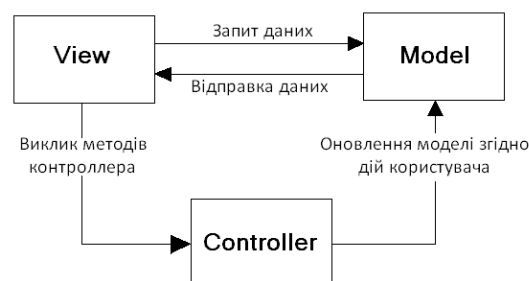 Запит даних
View
Model
Відправка даних
Виклик методів
контроллера
Оновлення моделі згідно
дій користувача
Controller